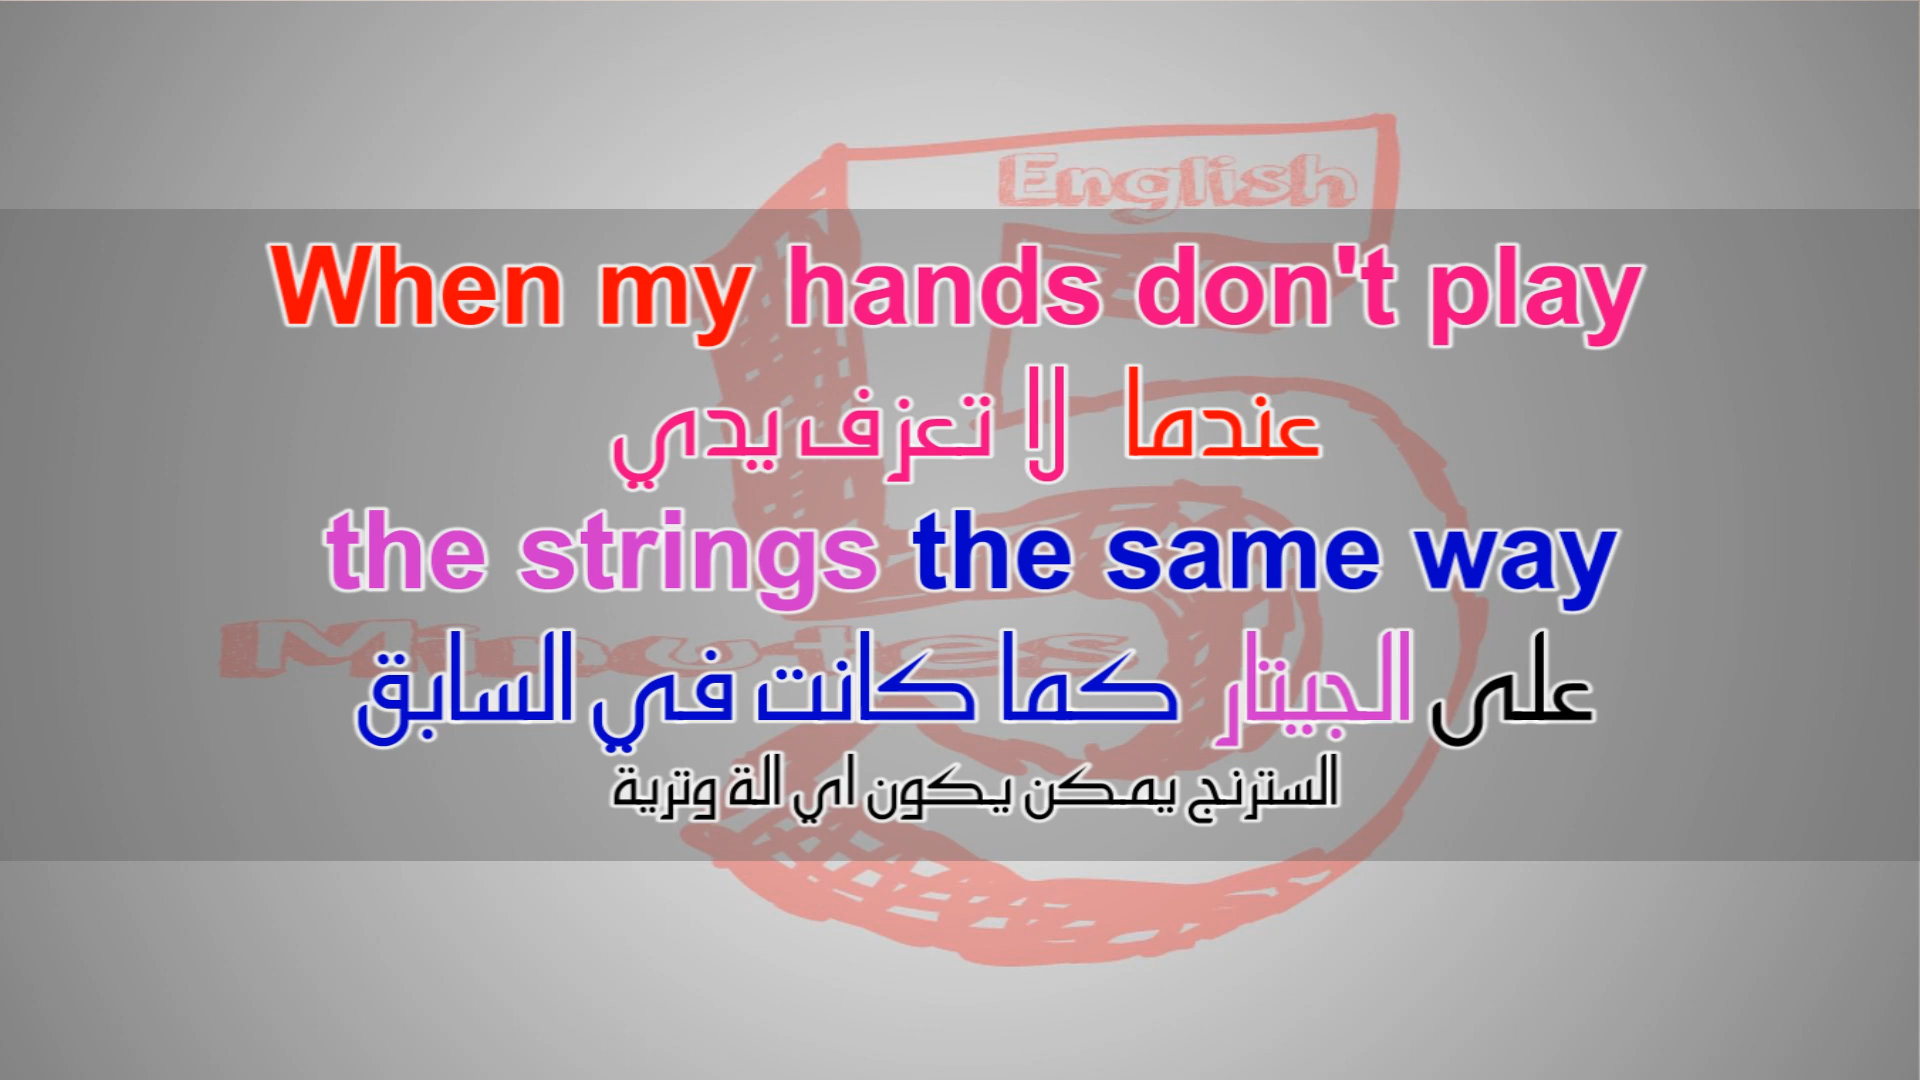 English
When my hands don't play
عندما لا تعزف يدي
the strings the same way
Minutes
على الجيتار كما كانت في السابق
السترنج يمكن يكون اي الة وترية